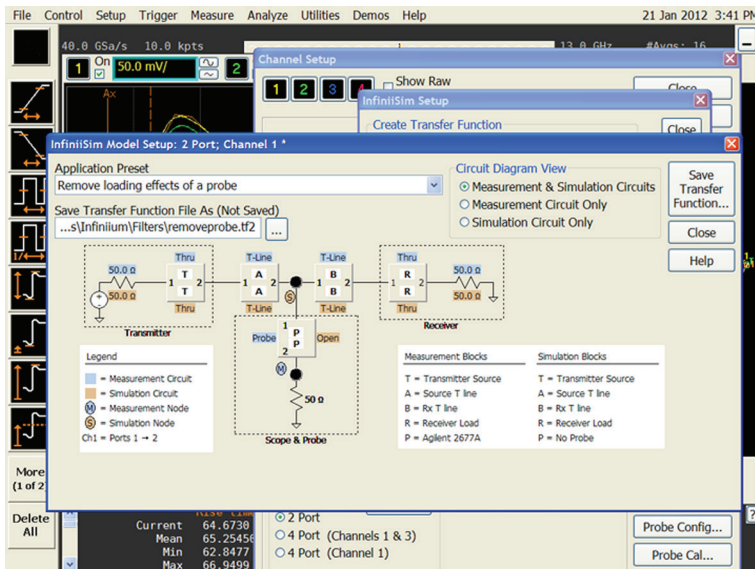 File Control Setup Trigger Measure Analyze Utilities Demos Help 21 Jan 2012 3:41 PM
40.0 GSa/s 10.0 kpts 13.0 GHz #Avgs: 16
1 On 50.0 mV/ 2
Ax
Channel Setup
1 2 3 4 Show Raw
Close
InfiniiSim Setup
Create Transfer Function
Close
InfiniiSim Model Setup: 2 Port; Channel 1 *
Application Preset
Remove loading effects of a probe
Save Transfer Function File As (Not Saved)
...s\Infiniium\Filters\removeprobe.tf2 ...
Circuit Diagram View
Measurement & Simulation Circuits
Measurement Circuit Only
Simulation Circuit Only
Save Transfer Function...
Close
Help
Thru T-Line T-Line Thru
50.0 Ω 50.0 Ω
1 T T 2 1 A A 2 1 B B 2 1 R R 2
50.0 Ω 50.0 Ω
S
Thru T-Line T-Line Thru
Transmitter Receiver
Probe 1 P P 2 Open
M
50 Ω
Scope & Probe
Legend
= Measurement Circuit
= Simulation Circuit
M = Measurement Node
S = Simulation Node
Ch1 = Ports 1 → 2
Measurement Blocks
T = Transmitter Source
A = Source T line
B = Rx T line
R = Receiver Load
P = Agilent 2677A
Simulation Blocks
T = Transmitter Source
A = Source T line
B = Rx T line
R = Receiver Load
P = No Probe
More
(1 of 2)
Delete
All
Current 64.6730
Mean 65.2545
Min 62.8477
Max 66.9499
2 Port
4 Port (Channels 1 & 3)
4 Port (Channel 1)
?
Probe Config...
Probe Cal...